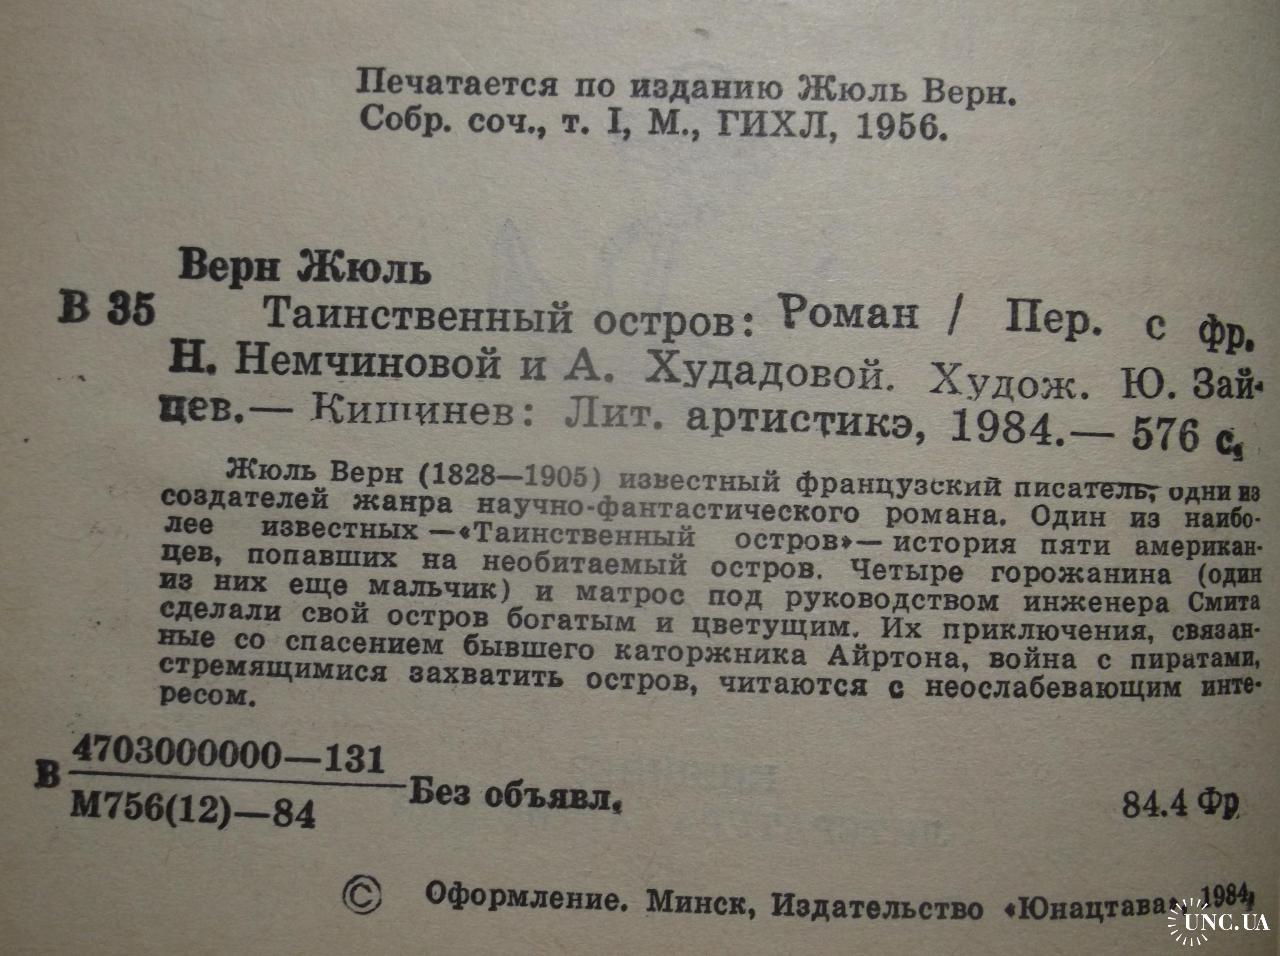 Печатается по изданию Жюль Верн.
Собр. соч., т. I, М., ГИХЛ, 1956.
Верн Жюль
В 35 Таинственный остров: Роман / Пер. с фр.
Н. Немчиновой и А. Худадовой. Худож. Ю. Зай-
цев.— Кишинев: Лит. артистикэ, 1984.— 576 с.
Жюль Верн (1828—1905) известный французский писатель, одни из
создателей жанра научно-фантастического романа. Один из наибо-
лее известных —«Таинственный остров»— история пяти американ-
цев, попавших на необитаемый остров. Четыре горожанина (один
из них еще мальчик) и матрос под руководством инженера Смита
сделали свой остров богатым и цветущим. Их приключения, связан-
ные со спасением бывшего каторжника Айртона, война с пиратами,
стремящимися захватить остров, читаются с неослабевающим инте-
ресом.
В 4703000000—131
М756(12)—84
Без объявл.
84.4 Фр
© Оформление. Минск, Издательство «Юнацтава», 1984
UNC.UA